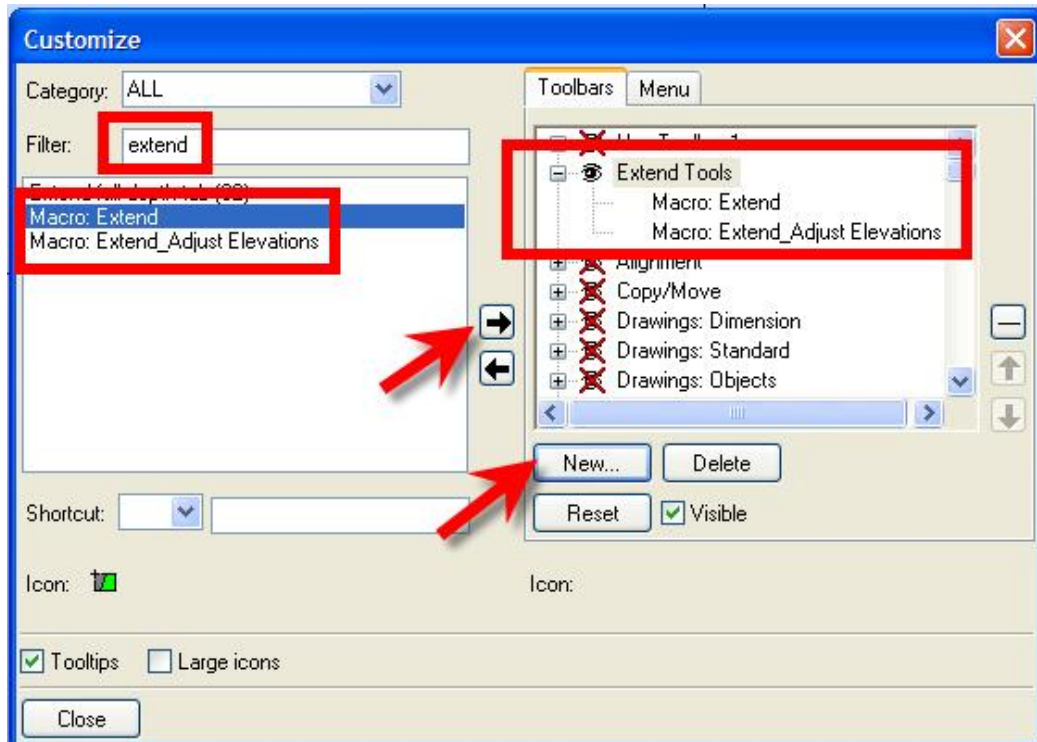 Customize
Category: ALL
Filter: extend
Macro: Extend
Macro: Extend_Adjust Elevations
Shortcut:
Icon:
Tooltips
Large icons
Close
Toolbars
Menu
Extend Tools
Macro: Extend
Macro: Extend_Adjust Elevations
Alignment
Copy/Move
Drawings: Dimension
Drawings: Standard
Drawings: Objects
New...
Delete
Reset
Visible
Icon: